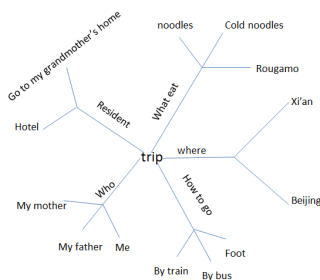 noodles
Cold noodles
Rougamo
What eat
Go to my grandmother's home
Resident
Hotel
trip
where
Xi'an
Beijing
Who
My mother
My father
Me
How to go
Foot
By train
By bus